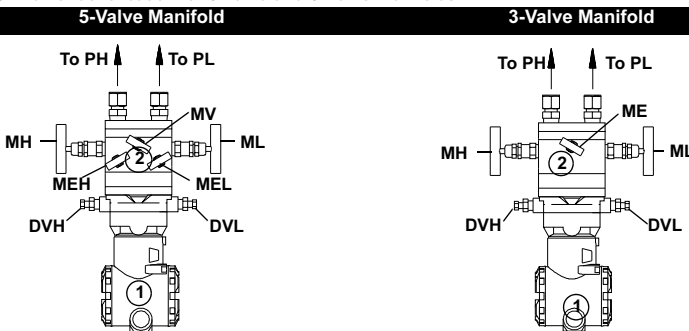 5-Valve Manifold
3-Valve Manifold
To PH
To PL
To PH
To PL
MV
ME
MH
ML
MH
ML
2
2
MEH
MEL
DVH
DVL
DVH
DVL
1
1